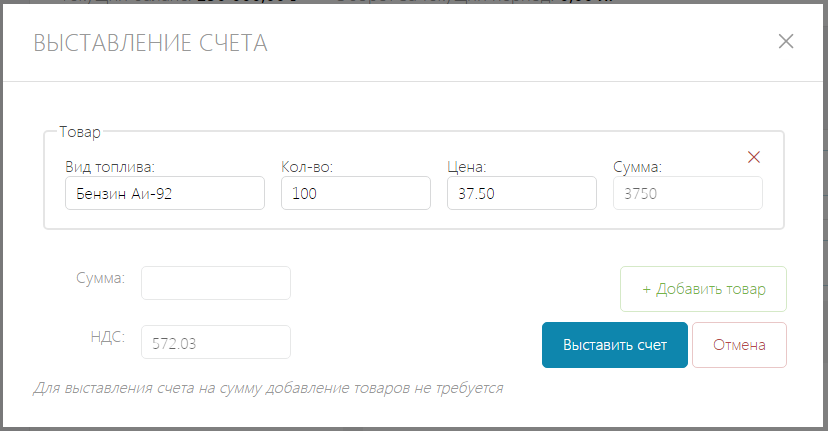 ВЫСТАВЛЕНИЕ СЧЕТА
Товар
Вид топлива: Кол-во: Цена: Сумма:
Бензин Аи-92 100 37.50 3750
Сумма:
+ Добавить товар
НДС: 572.03
Выставить счет Отмена
Для выставления счета на сумму добавление товаров не требуется